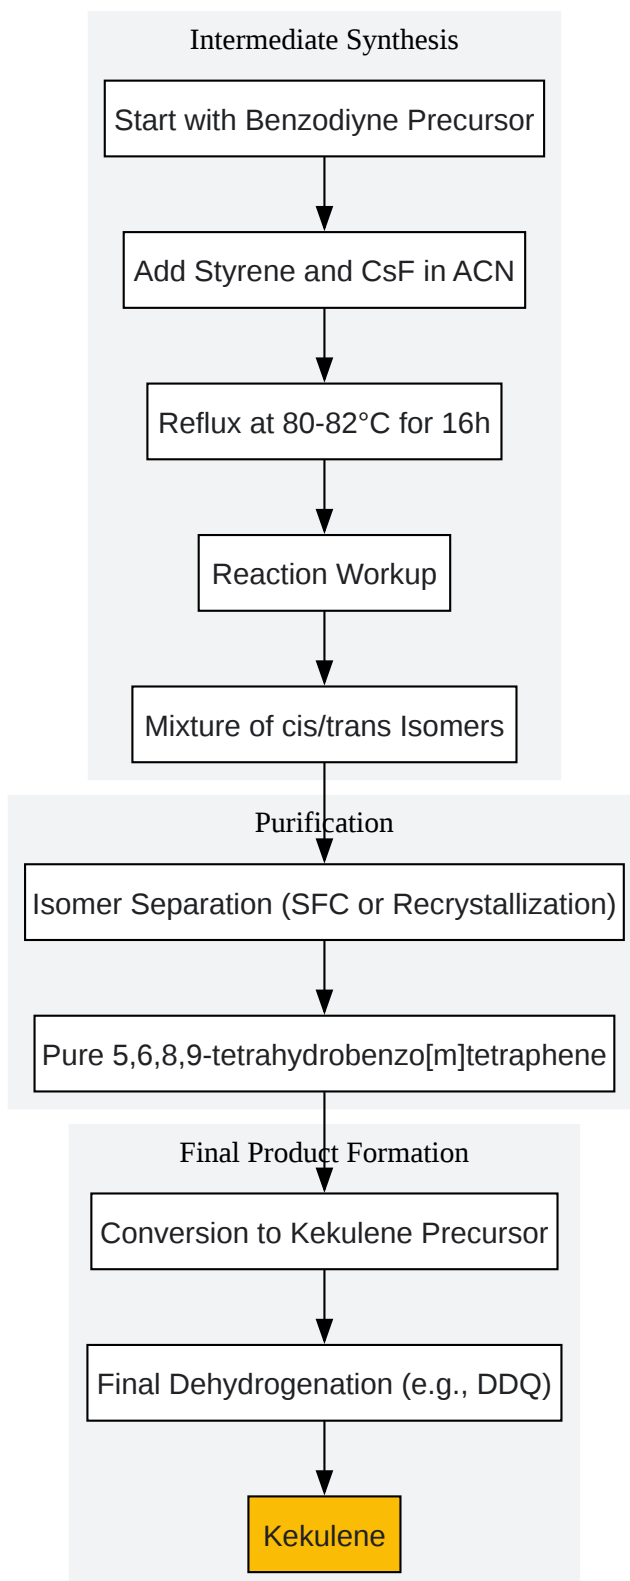 Intermediate Synthesis
Start with Benzodiyne Precursor
Add Styrene and CsF in ACN
Reflux at 80-82°C for 16h
Reaction Workup
Mixture of cis/trans Isomers
Purification
Isomer Separation (SFC or Recrystallization)
Pure 5,6,8,9-tetrahydrobenzo[m]tetraphene
Final Product Formation
Conversion to Kekulene Precursor
Final Dehydrogenation (e.g., DDQ)
Kekulene